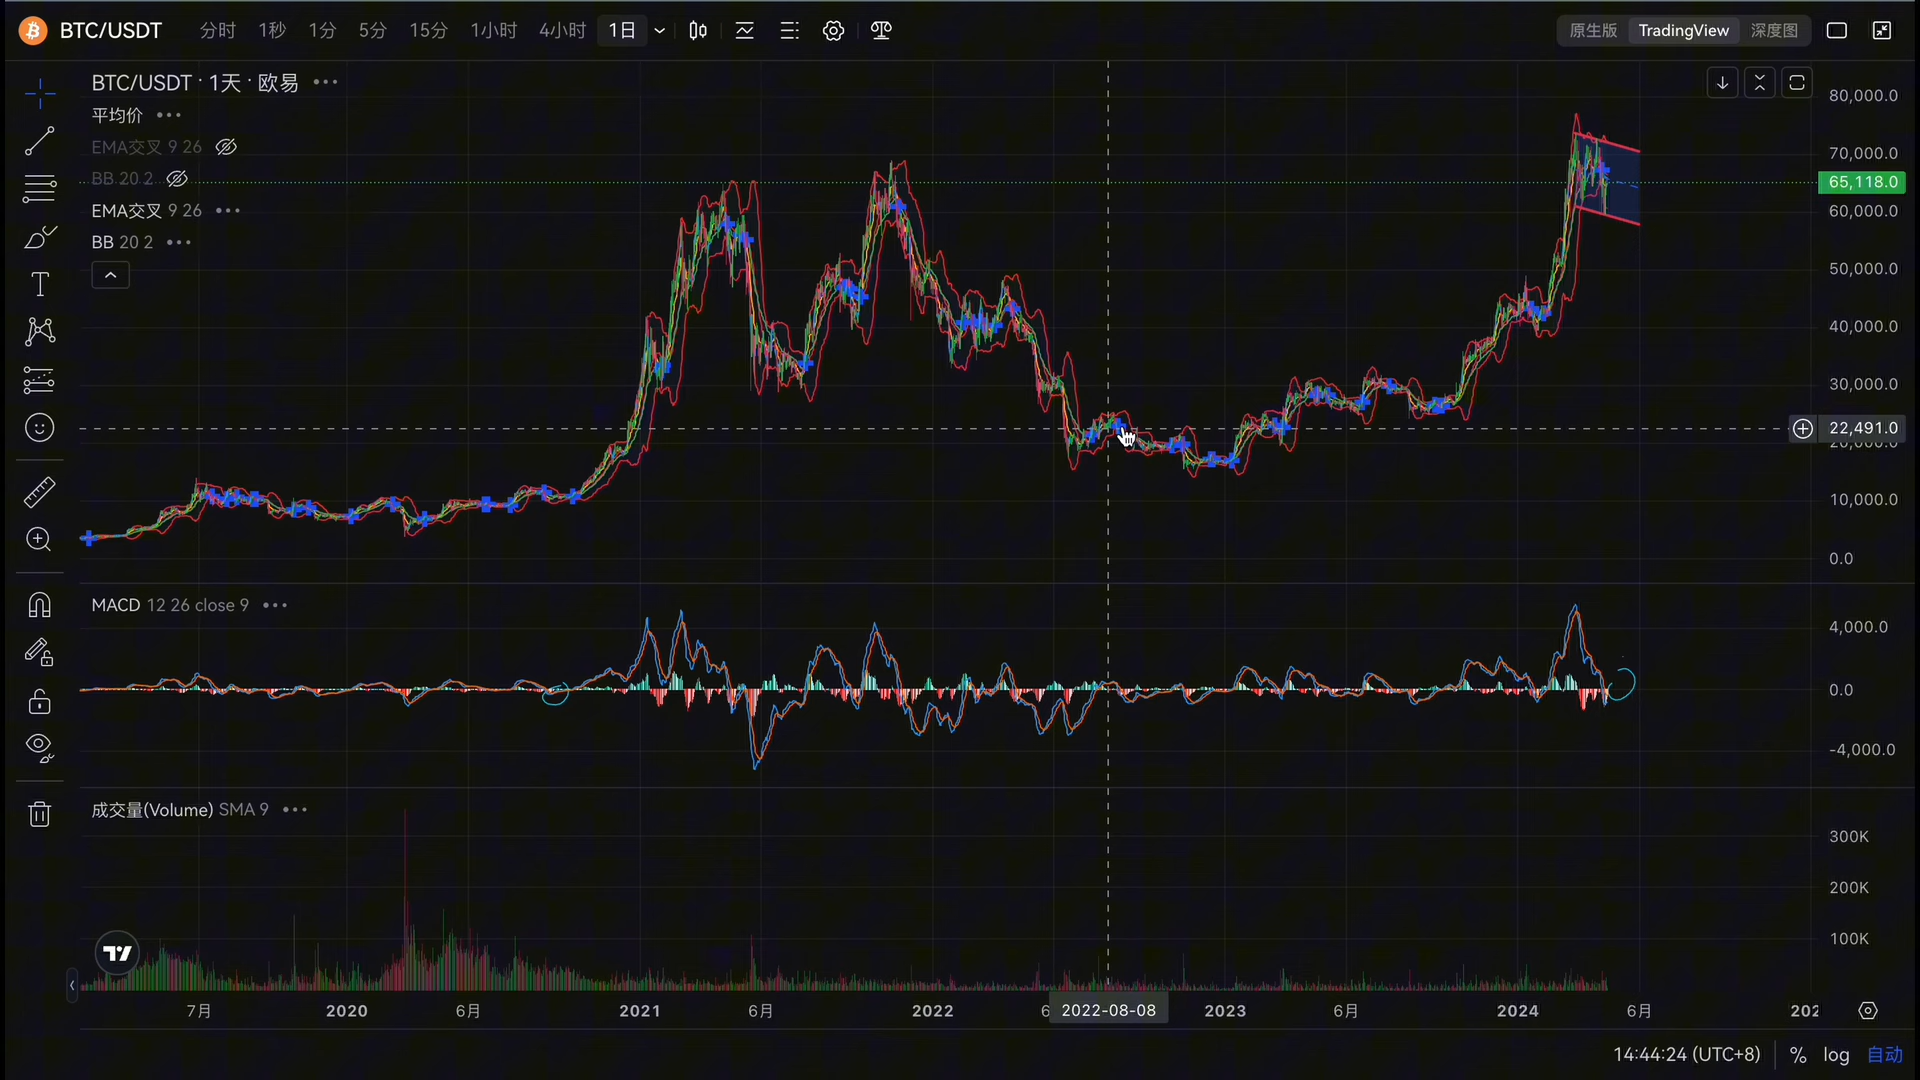 BTC/USDT 分时 1秒 1分 5分 15分 1小时 4小时 1日 原生版 TradingView 深度图
BTC/USDT · 1天 · 欧易
平均价
EMA交叉 9 26
BB 20 2
EMA交叉 9 26
BB 20 2
80,000.0
70,000.0
65,118.0
60,000.0
50,000.0
40,000.0
30,000.0
22,491.0
20,000.0
10,000.0
0.0
MACD 12 26 close 9
4,000.0
0.0
-4,000.0
成交量(Volume) SMA 9
300K
200K
100K
7月 2020 6月 2021 6月 2022 6 2022-08-08 2023 6月 2024 6月 202
14:44:24 (UTC+8) % log 自动